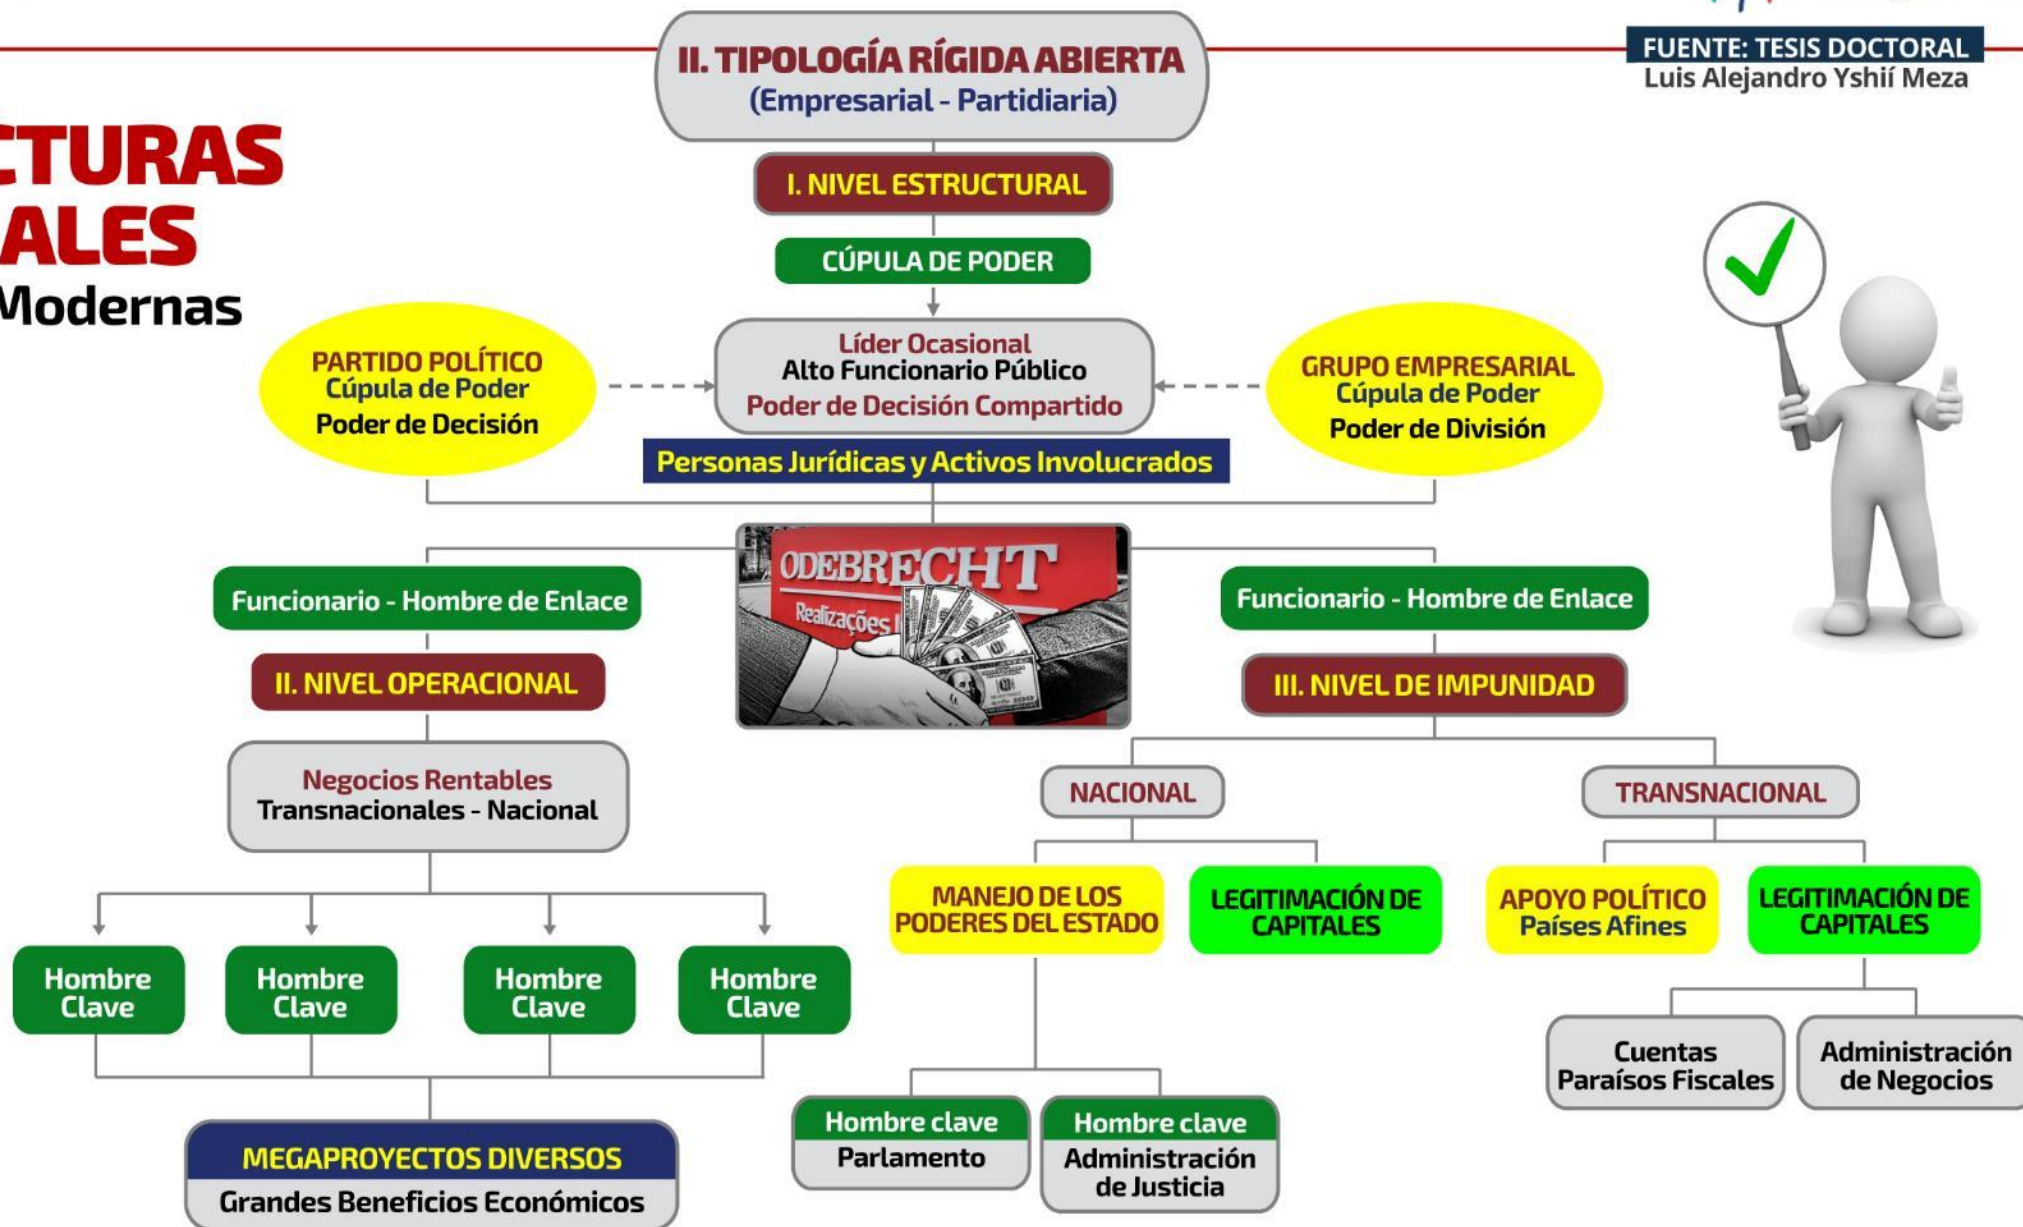 II. TIPOLOGÍA RÍGIDA ABIERTA
(Empresarial - Partidiaria)
FUENTE: TESIS DOCTORAL
Luis Alejandro Yshií Meza
CTURAS
ALES
Modernas
I. NIVEL ESTRUCTURAL
CÚPULA DE PODER
PARTIDO POLÍTICO
Cúpula de Poder
Poder de Decisión
Líder Ocasional
Alto Funcionario Público
Poder de Decisión Compartido
GRUPO EMPRESARIAL
Cúpula de Poder
Poder de División
Personas Jurídicas y Activos Involucrados
ODEBRECHT
Realizações
Funcionario - Hombre de Enlace
II. NIVEL OPERACIONAL
Negocios Rentables
Transnacionales - Nacional
Hombre
Clave
Hombre
Clave
Hombre
Clave
Hombre
Clave
MEGAPROYECTOS DIVERSOS
Grandes Beneficios Económicos
Funcionario - Hombre de Enlace
III. NIVEL DE IMPUNIDAD
NACIONAL
MANEJO DE LOS
PODERES DEL ESTADO
LEGITIMACIÓN DE
CAPITALES
Hombre clave
Parlamento
Hombre clave
Administración
de Justicia
TRANSNACIONAL
APOYO POLÍTICO
Países Afines
LEGITIMACIÓN DE
CAPITALES
Cuentas
Paraísos Fiscales
Administración
de Negocios